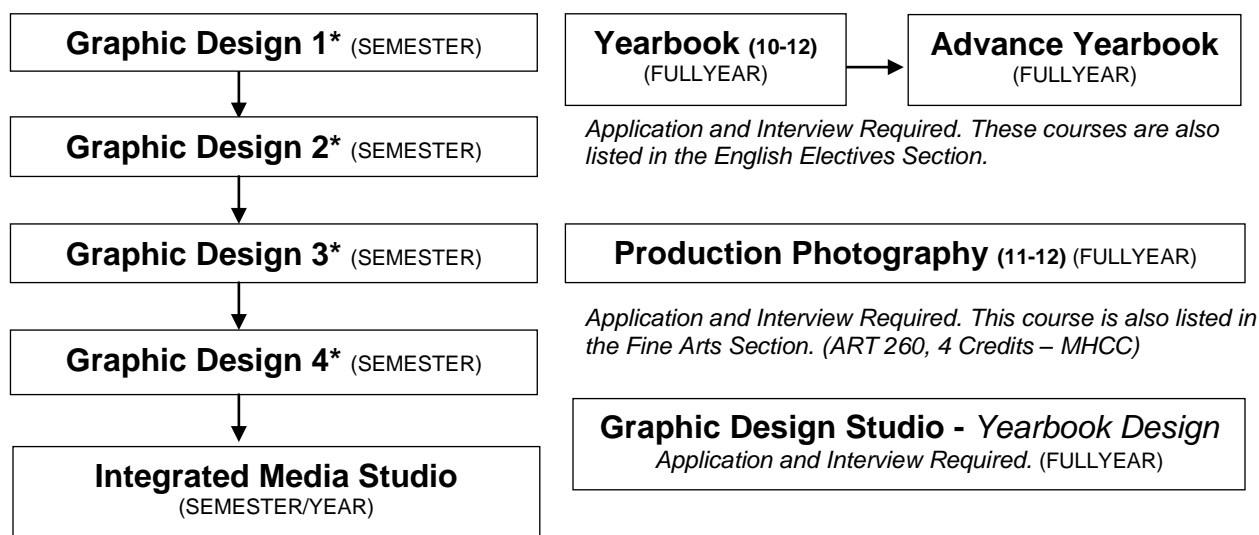 Graphic Design 1* (SEMESTER)
Graphic Design 2* (SEMESTER)
Graphic Design 3* (SEMESTER)
Graphic Design 4* (SEMESTER)
Integrated Media Studio
(SEMESTER/YEAR)
Yearbook (10-12)
(FULLYEAR)
Advance Yearbook
(FULLYEAR)
Application and Interview Required. These courses are also
listed in the English Electives Section.
Production Photography (11-12) (FULLYEAR)
Application and Interview Required. This course is also listed in
the Fine Arts Section. (ART 260, 4 Credits – MHCC)
Graphic Design Studio - Yearbook Design
Application and Interview Required. (FULLYEAR)